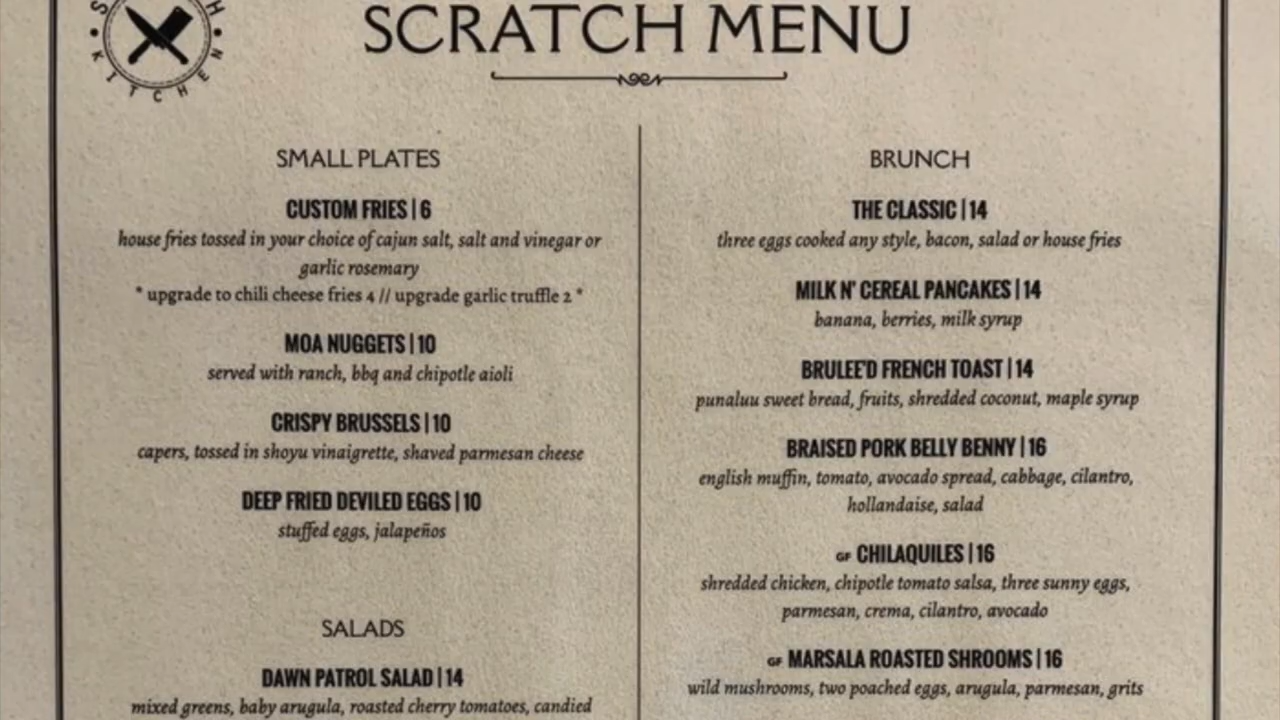 SCRATCH MENU
KITCHEN
SMALL PLATES
CUSTOM FRIES | 6
house fries tossed in your choice of cajun salt, salt and vinegar or
garlic rosemary
* upgrade to chili cheese fries 4 // upgrade garlic truffle 2 *
MOA NUGGETS | 10
served with ranch, bbq and chipotle aioli
CRISPY BRUSSELS | 10
capers, tossed in shoyu vinaigrette, shaved parmesan cheese
DEEP FRIED DEVILED EGGS | 10
stuffed eggs, jalapeños
SALADS
DAWN PATROL SALAD | 14
mixed greens, baby arugula, roasted cherry tomatoes, candied
BRUNCH
THE CLASSIC | 14
three eggs cooked any style, bacon, salad or house fries
MILK N' CEREAL PANCAKES | 14
banana, berries, milk syrup
BRULEE'D FRENCH TOAST | 14
punaluu sweet bread, fruits, shredded coconut, maple syrup
BRAISED PORK BELLY BENNY | 16
english muffin, tomato, avocado spread, cabbage, cilantro,
hollandaise, salad
GF CHILAQUILES | 16
shredded chicken, chipotle tomato salsa, three sunny eggs,
parmesan, crema, cilantro, avocado
GF MARSALA ROASTED SHROOMS | 16
wild mushrooms, two poached eggs, arugula, parmesan, grits